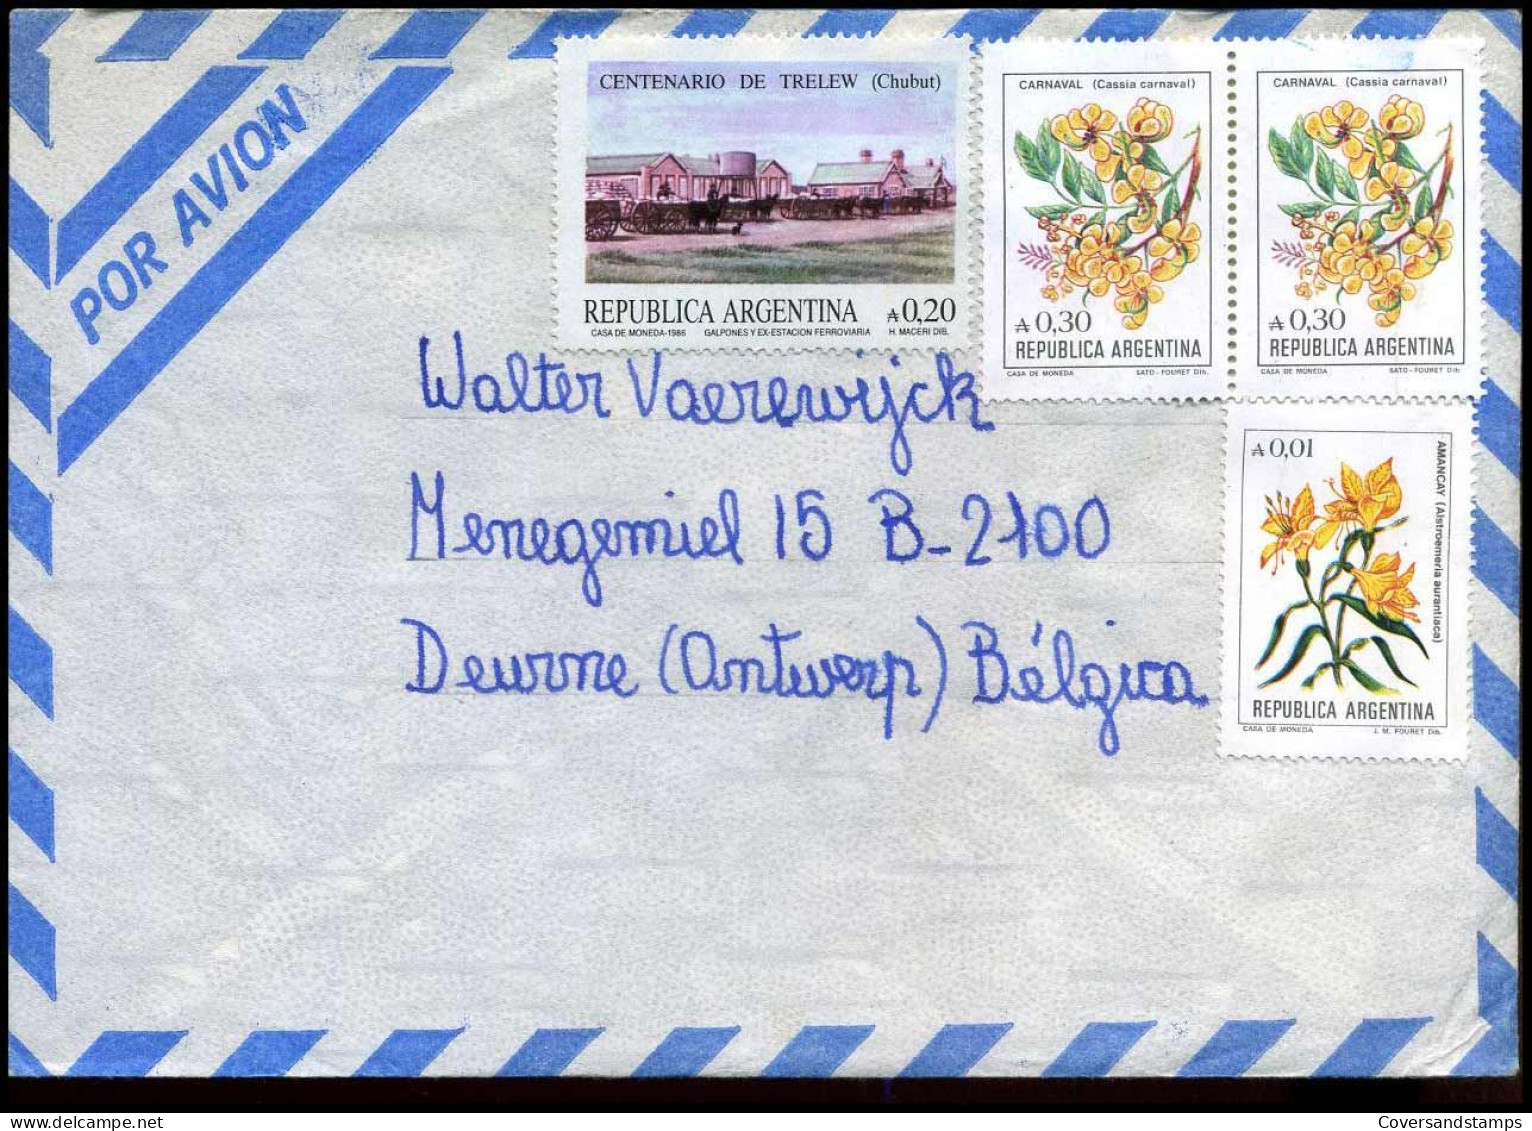 POR AVION
CENTENARIO DE TRELEW (Chubut)
REPUBLICA ARGENTINA ₳0,20
CASA DE MONEDA-1986 GALPONES Y EX-ESTACION FERROVIARIA H. MACERI DIB.
CARNAVAL (Cassia carnaval)
₳0,30
REPUBLICA ARGENTINA
CASA DE MONEDA SATO - FOURET Dib.
CARNAVAL (Cassia carnaval)
₳0,30
REPUBLICA ARGENTINA
CASA DE MONEDA SATO - FOURET Dib.
₳0,01
AMANCAY (Alstroemeria aurantiaca)
REPUBLICA ARGENTINA
CASA DE MONEDA J. M. FOURET Dib.
Walter Vaerewijck
Menegemiel 15 B-2100
Deurne (Antwerp) Bélgica
Coversandstamps